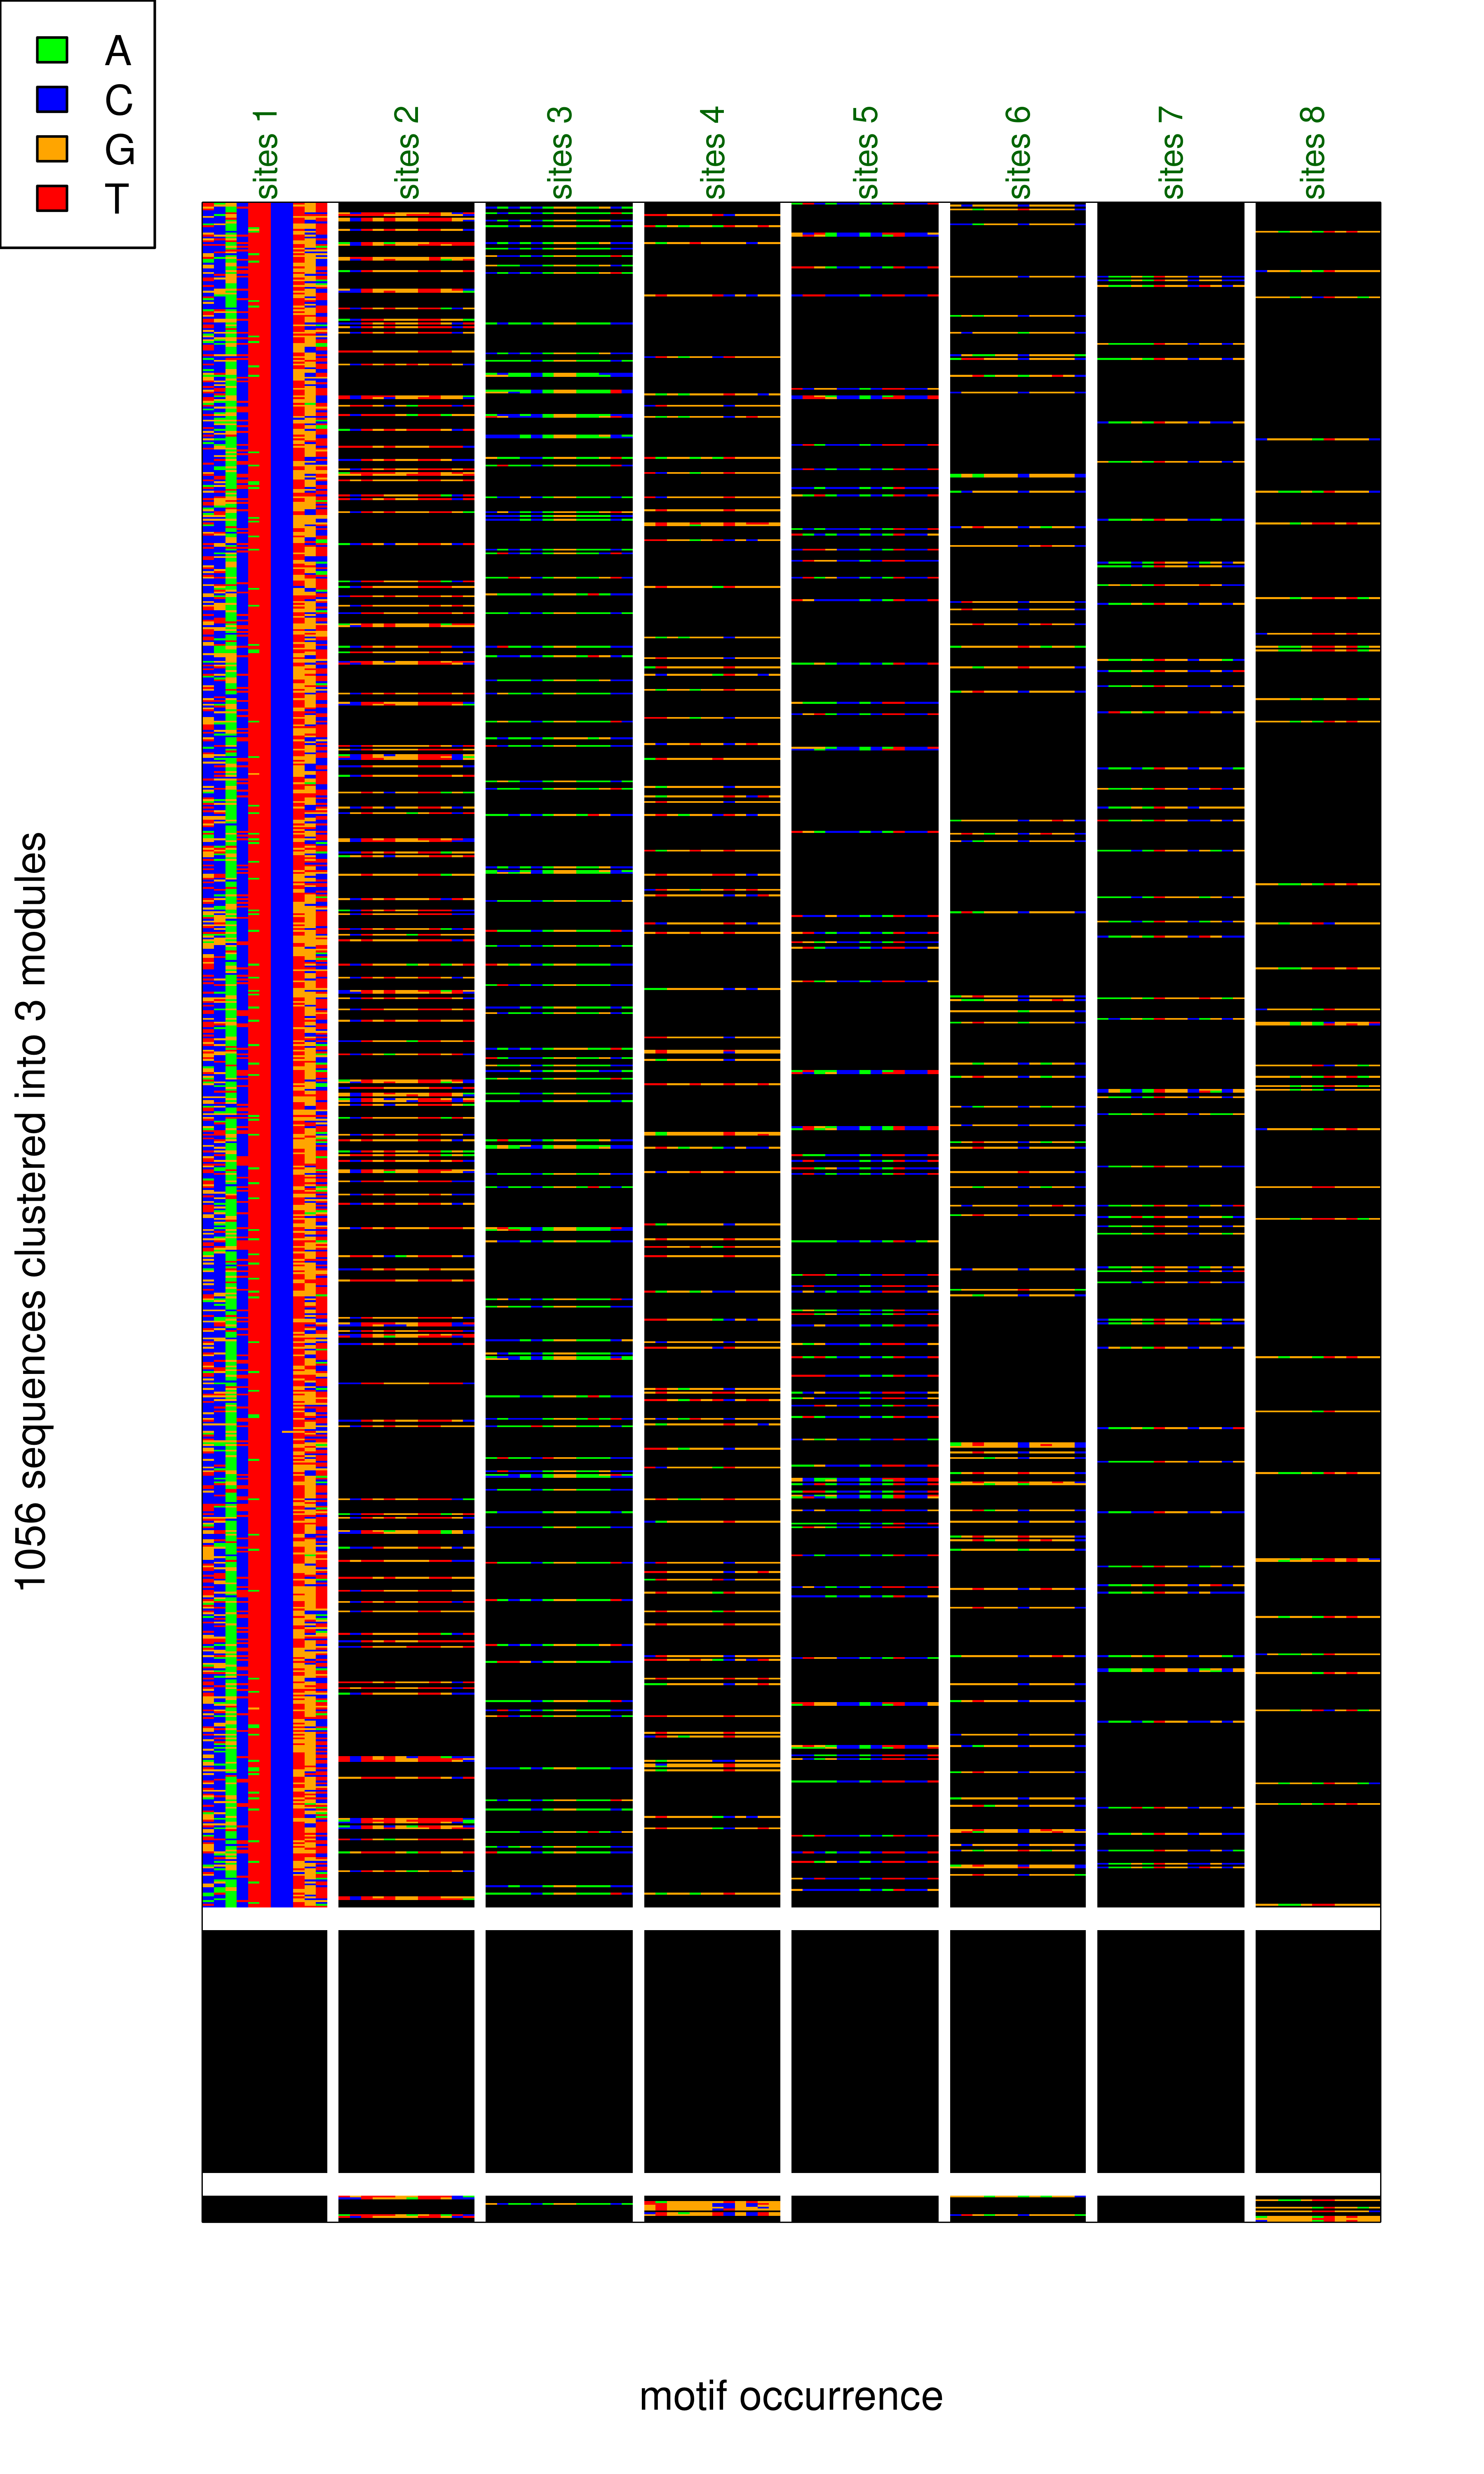 A
C
G
T
sites 1
sites 2
sites 3
sites 4
sites 5
sites 6
sites 7
sites 8
1056 sequences clustered into 3 modules
motif occurrence